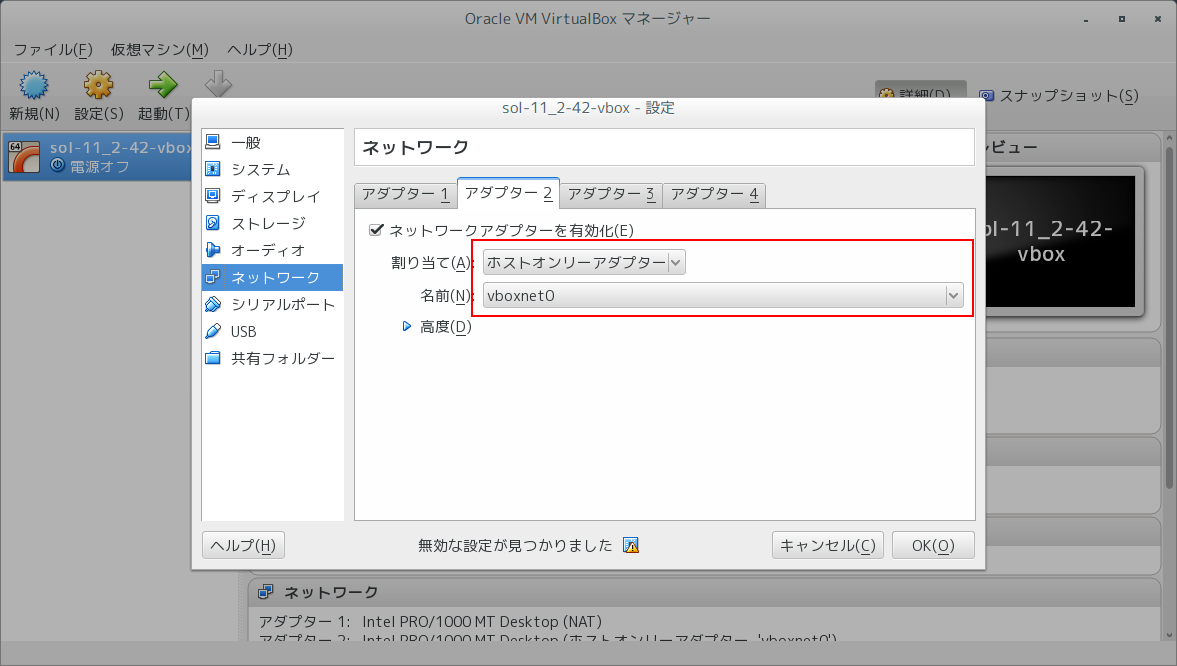 Oracle VM VirtualBox マネージャー
ファイル(F) 仮想マシン(M) ヘルプ(H)
新規(N) 設定(S) 起動(T)
詳細(D) スナップショット(S)
64
sol-11_2-42-vbox
電源オフ
sol-11_2-42-vbox - 設定
一般
システム
ディスプレイ
ストレージ
オーディオ
ネットワーク
シリアルポート
USB
共有フォルダー
ネットワーク
アダプター 1 アダプター 2 アダプター 3 アダプター 4
ネットワークアダプターを有効化(E)
割り当て(A): ホストオンリーアダプター
名前(N): vboxnet0
高度(D)
ヘルプ(H) 無効な設定が見つかりました キャンセル(C) OK(O)
ビュー
ol-11_2-42-
vbox
ネットワーク
アダプター 1: Intel PRO/1000 MT Desktop (NAT)
アダプター 2: Intel PRO/1000 MT Desktop (ホストオンリーアダプター, 'vboxnet0')